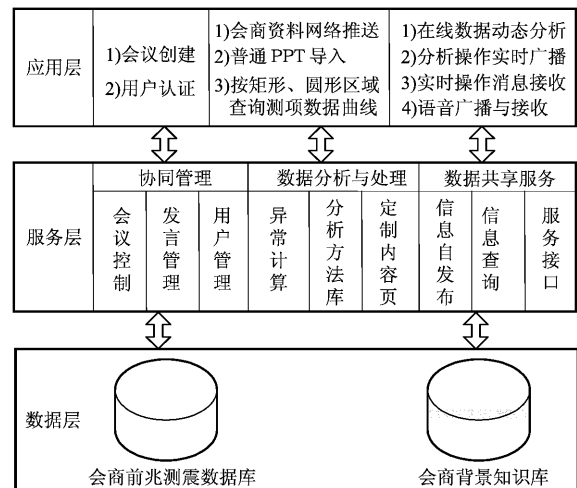 应用层
1)会议创建
2)用户认证
1)会商资料网络推送
2)普通PPT导入
3)按矩形、圆形区域
查询测项数据曲线
1)在线数据动态分析
2)分析操作实时广播
3)实时操作消息接收
4)语音广播与接收
服务层
协同管理
会议控制
发言管理
用户管理
数据分析与处理
异常计算
分析方法库
定制内容页
数据共享服务
信息自发布
信息查询
服务接口
数据层
会商前兆测震数据库
会商背景知识库